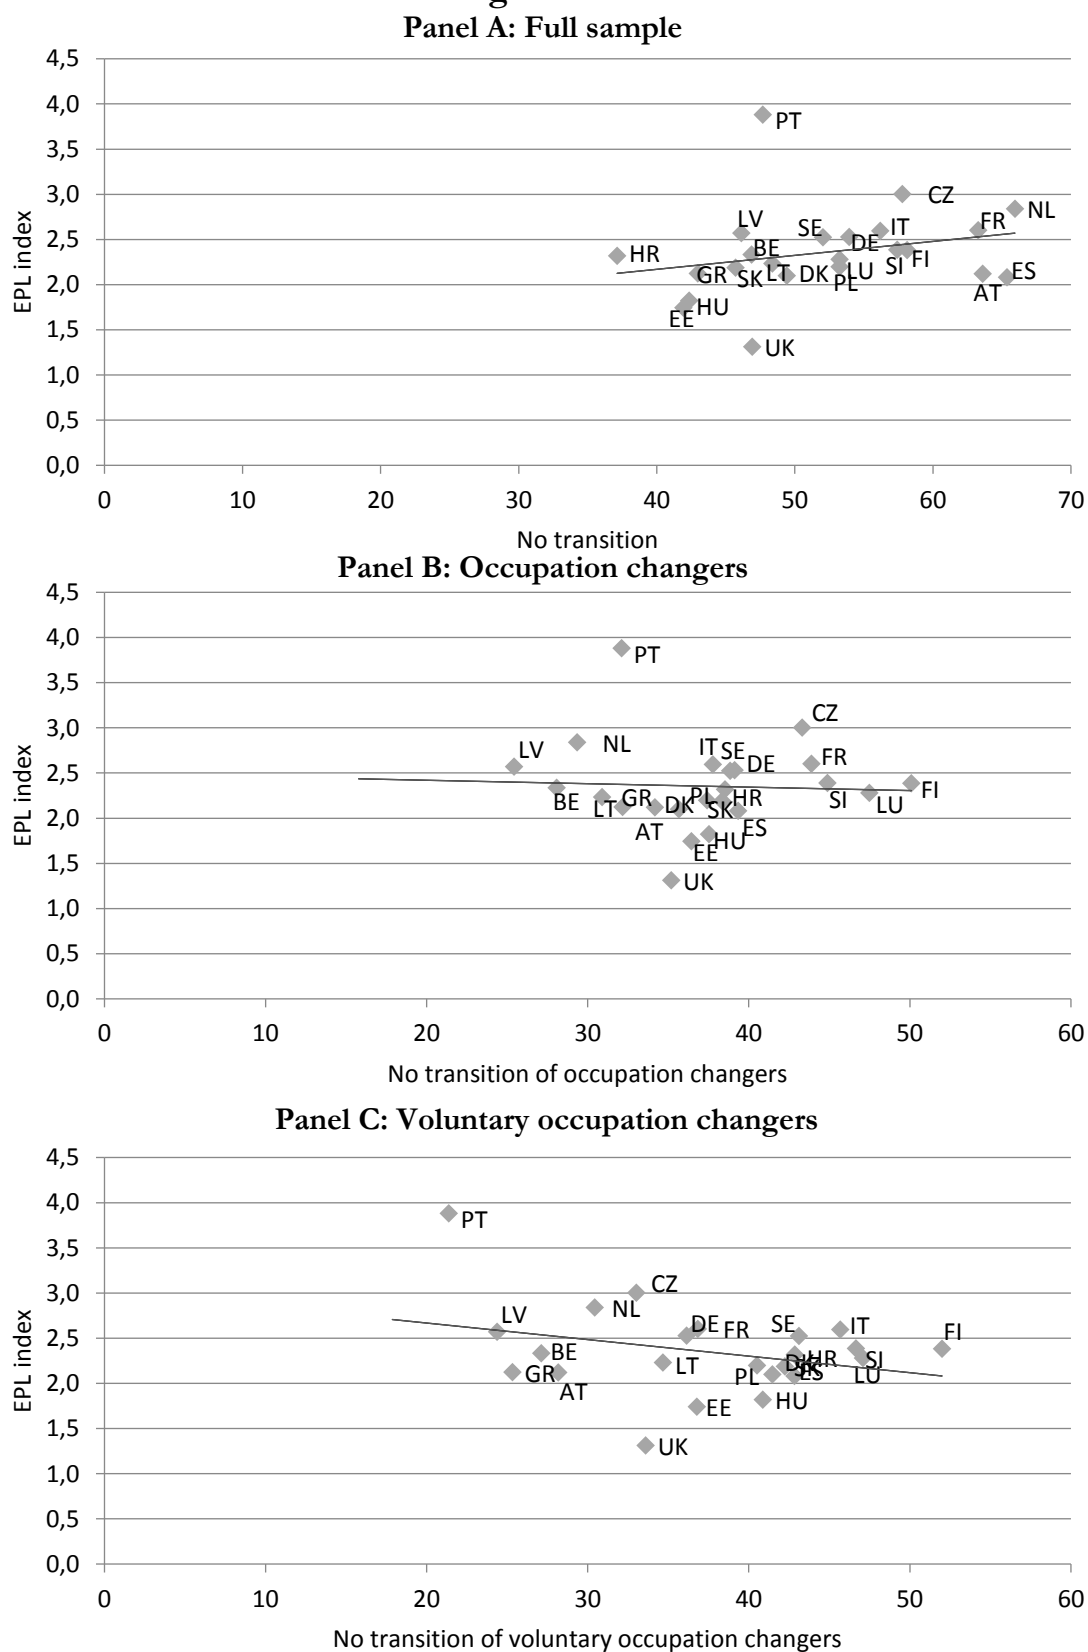 Panel A: Full sample
4,5
4,0
3,5
3,0
2,5
2,0
1,5
1,0
0,5
0,0
EPL index
PT
CZ
NL
LV
SE
IT
FR
HR
BE
DE
GR
SK
LT
DK
PL
LU
SI
FI
ES
AT
HU
EE
UK
0 10 20 30 40 50 60 70
No transition
Panel B: Occupation changers
4,5
4,0
3,5
3,0
2,5
2,0
1,5
1,0
0,5
0,0
EPL index
PT
CZ
LV
NL
IT
SE
DE
FR
BE
LT
GR
AT
DK
PL
SK
HR
ES
SI
LU
FI
EE
HU
UK
0 10 20 30 40 50 60
No transition of occupation changers
Panel C: Voluntary occupation changers
4,5
4,0
3,5
3,0
2,5
2,0
1,5
1,0
0,5
0,0
EPL index
PT
CZ
NL
LV
DE
FR
SE
IT
FI
BE
GR
AT
LT
PL
DK
SK
HR
ES
SI
LU
EE
HU
UK
0 10 20 30 40 50 60
No transition of voluntary occupation changers